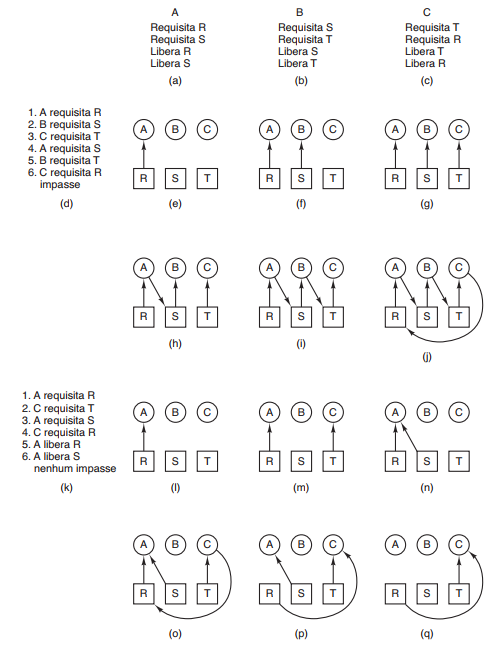 A B C
Requisita R Requisita S Requisita T
Requisita S Requisita T Requisita R
Libera R Libera S Libera T
Libera S Libera T Libera R
(a) (b) (c)
1. A requisita R
2. B requisita S
3. C requisita T
4. A requisita S
5. B requisita T
6. C requisita R
impasse
(d)
A B C A B C A B C
R S T R S T R S T
(e) (f) (g)
A B C A B C A B C
R S T R S T R S T
(h) (i) (j)
1. A requisita R
2. C requisita T
3. A requisita S
4. C requisita R
5. A libera R
6. A libera S
nenhum impasse
(k)
A B C A B C A B C
R S T R S T R S T
(l) (m) (n)
A B C A B C A B C
R S T R S T R S T
(o) (p) (q)